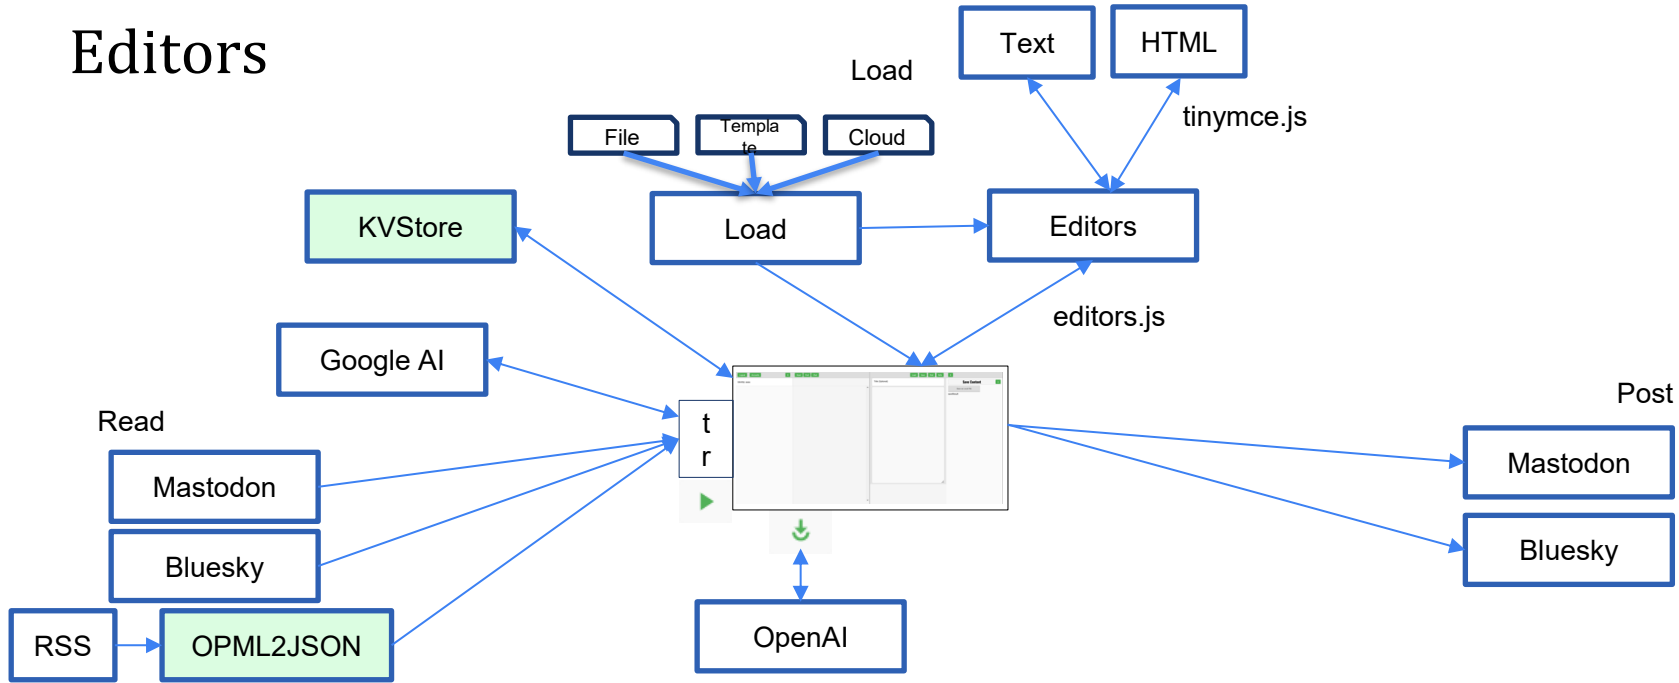 Editors
Text
HTML
Load
tinymce.js
File
Templa
te
Cloud
KVStore
Load
Editors
editors.js
Google AI
Read
t
r
Post
Mastodon
Mastodon
Bluesky
Bluesky
RSS
OPML2JSON
OpenAI